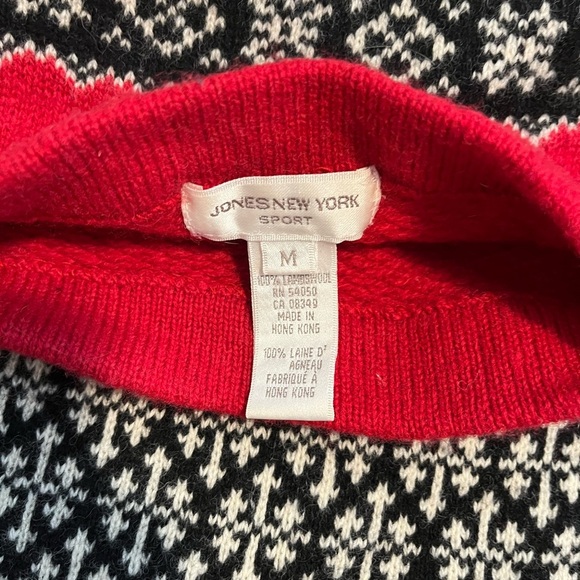 JONES NEW YORK
SPORT
M
100% LAMBSWOOL
RN 54050
CA 08349
MADE IN
HONG KONG
100% LAINE D'
AGNEAU
FABRIQUÉ À
HONG KONG